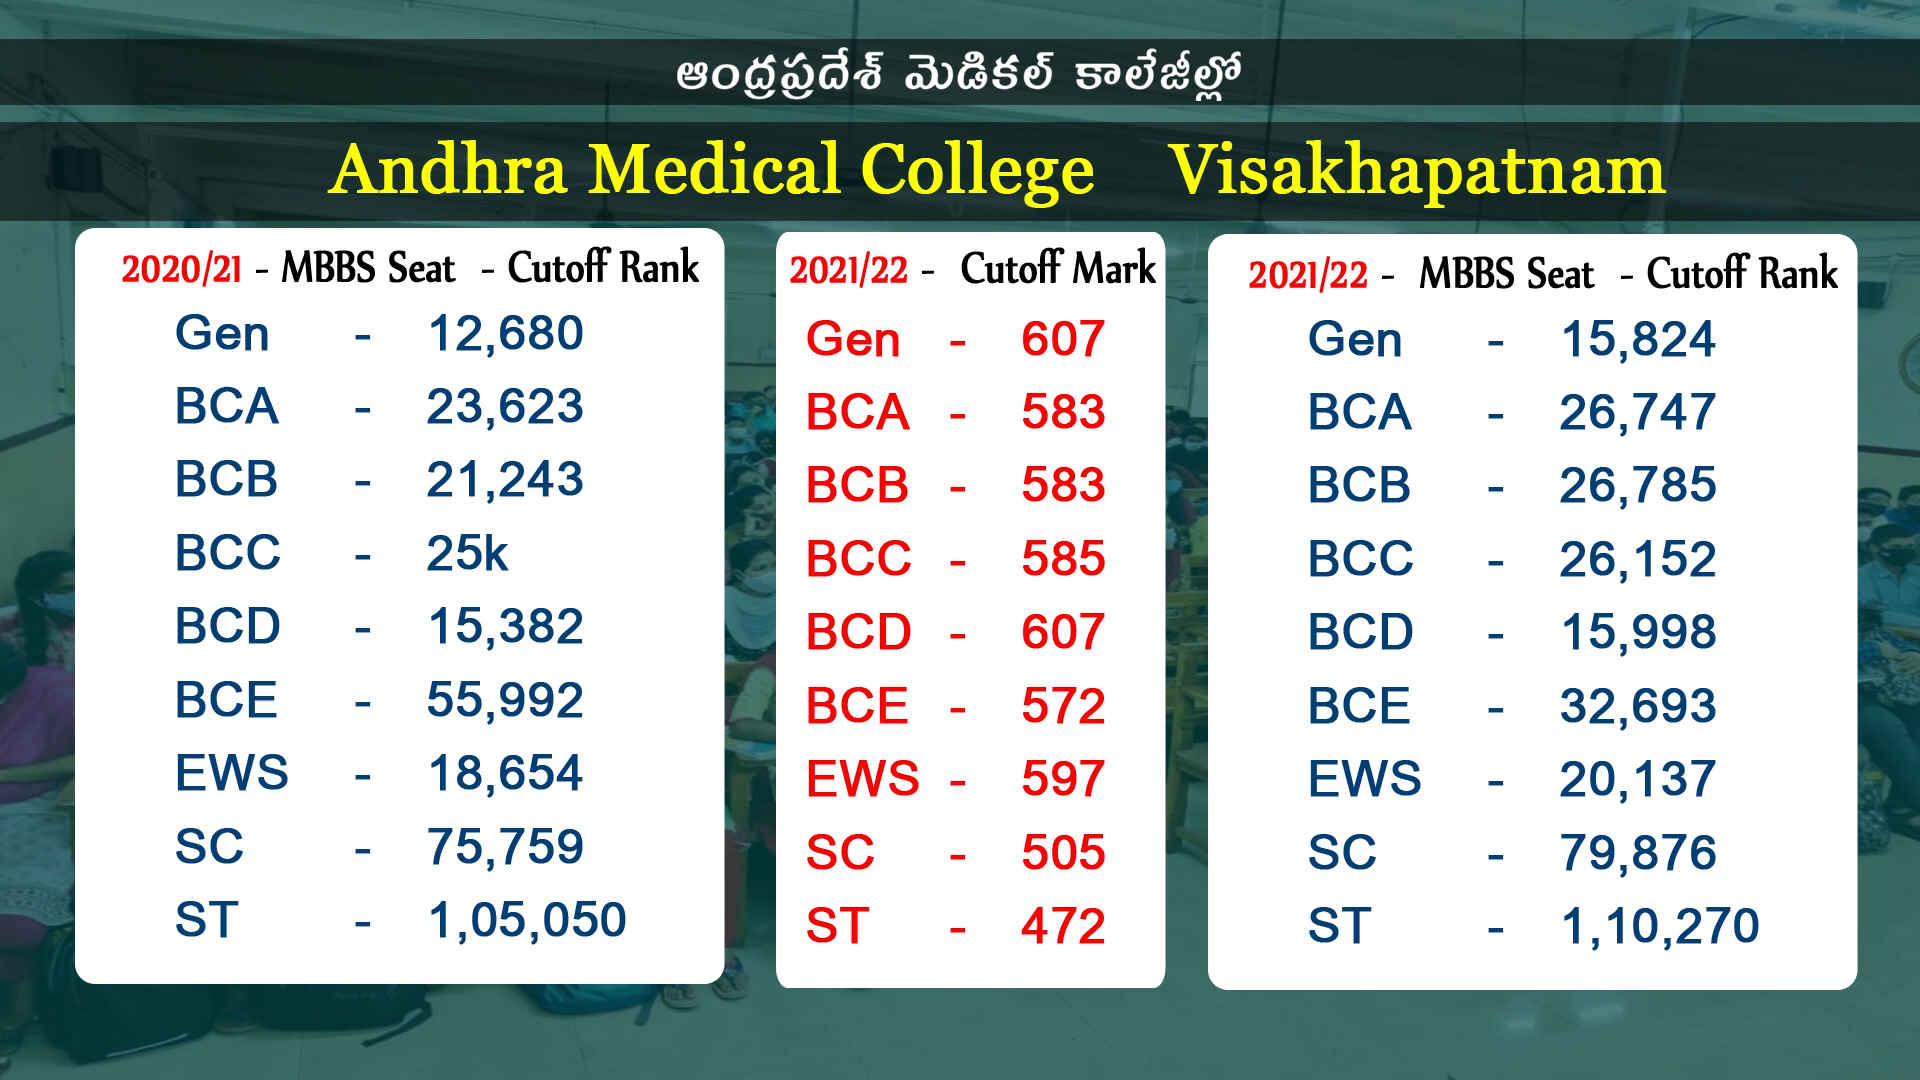 ఆంధ్రప్రదేశ్ మెడికల్ కాలేజీల్లో
Andhra Medical College Visakhapatnam
2020/21 - MBBS Seat - Cutoff Rank
Gen - 12,680
BCA - 23,623
BCB - 21,243
BCC - 25k
BCD - 15,382
BCE - 55,992
EWS - 18,654
SC - 75,759
ST - 1,05,050
2021/22 - Cutoff Mark
Gen - 607
BCA - 583
BCB - 583
BCC - 585
BCD - 607
BCE - 572
EWS - 597
SC - 505
ST - 472
2021/22 - MBBS Seat - Cutoff Rank
Gen - 15,824
BCA - 26,747
BCB - 26,785
BCC - 26,152
BCD - 15,998
BCE - 32,693
EWS - 20,137
SC - 79,876
ST - 1,10,270